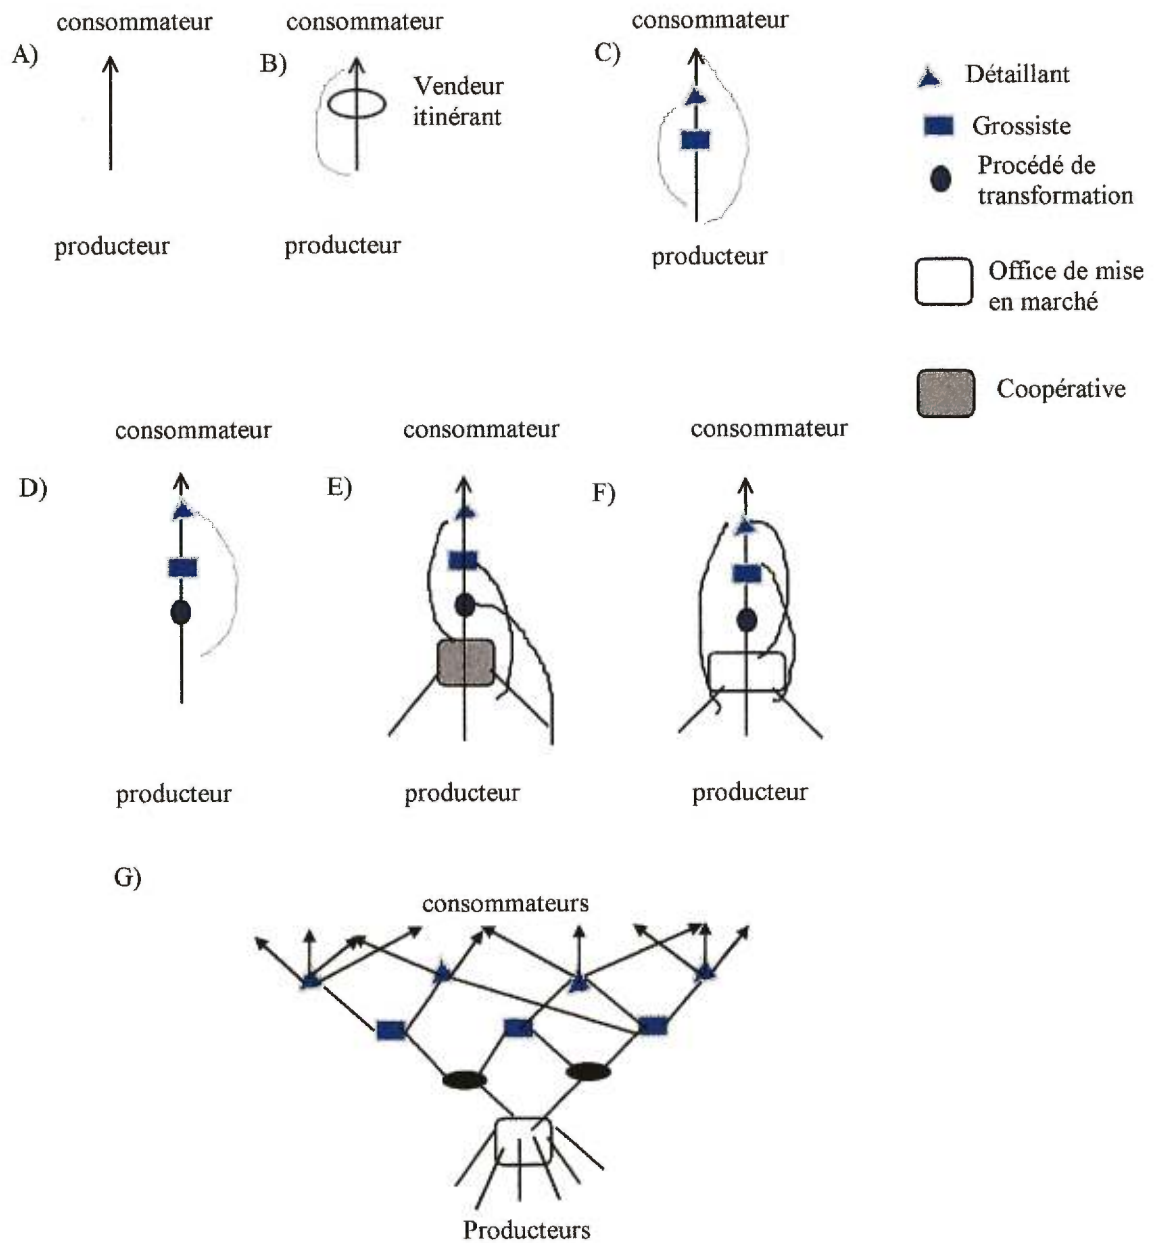 consommateur
A)
producteur
consommateur
B)
Vendeur
itinérant
producteur
consommateur
C)
producteur
Détaillant
Grossiste
Procédé de
transformation
Office de mise
en marché
Coopérative
consommateur
D)
producteur
consommateur
E)
producteur
consommateur
F)
producteur
G)
consommateurs
Producteurs